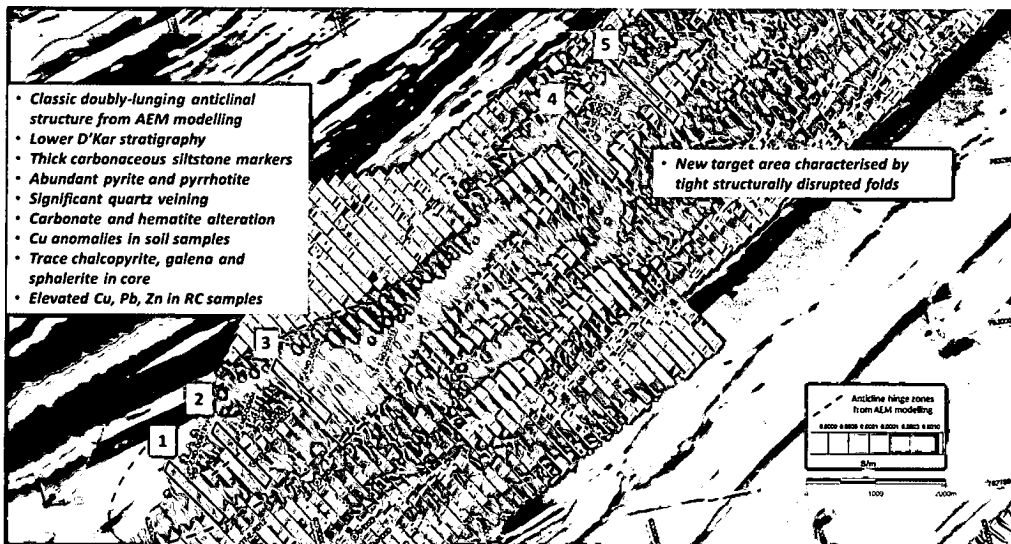 • Classic doubly-lunging anticlinal
structure from AEM modelling
• Lower D'Kar stratigraphy
• Thick carbonaceous siltstone markers
• Abundant pyrite and pyrrhotite
• Significant quartz veining
• Carbonate and hematite alteration
• Cu anomalies in soil samples
• Trace chalcopyrite, galena and
sphalerite in core
• Elevated Cu, Pb, Zn in RC samples
5
4
• New target area characterised by
tight structurally disrupted folds
3
2
1
Anticline hinge zones
from AEM modelling
S/m
0 1000 2000m